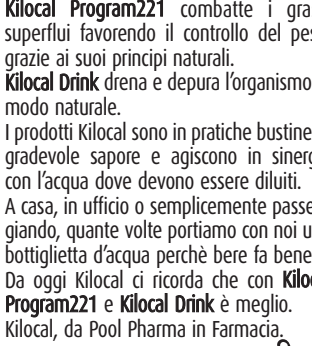 Kilocal Program221 combatte i gra
superflui favorendo il controllo del pes
grazie ai suoi principi naturali.
Kilocal Drink drena e depura l'organismo
modo naturale.
I prodotti Kilocal sono in pratiche bustine
gradevole sapore e agiscono in sinerg
con l'acqua dove devono essere diluiti.
A casa, in ufficio o semplicemente passe
giando, quante volte portiamo con noi u
bottiglietta d'acqua perchè bere fa bene
Da oggi Kilocal ci ricorda che con Kiloc
Program221 e Kilocal Drink è meglio.
Kilocal, da Pool Pharma in Farmacia.